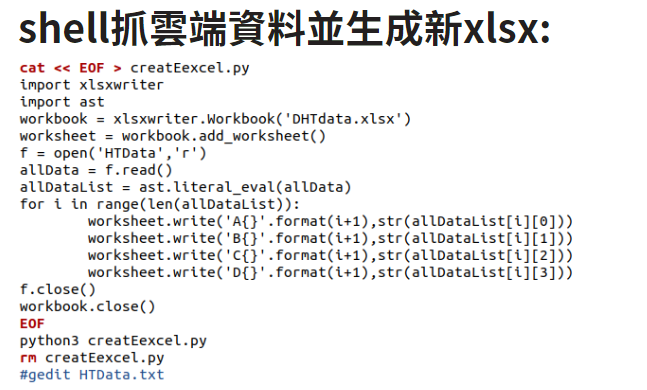 shell抓雲端資料並生成新xlsx:
cat << EOF > creatEexcel.py
import xlsxwriter
import ast
workbook = xlsxwriter.Workbook('DHTdata.xlsx')
worksheet = workbook.add_worksheet()
f = open('HTData','r')
allData = f.read()
allDataList = ast.literal_eval(allData)
for i in range(len(allDataList)):
        worksheet.write('A{}'.format(i+1),str(allDataList[i][0]))
        worksheet.write('B{}'.format(i+1),str(allDataList[i][1]))
        worksheet.write('C{}'.format(i+1),str(allDataList[i][2]))
        worksheet.write('D{}'.format(i+1),str(allDataList[i][3]))
f.close()
workbook.close()
EOF
python3 creatEexcel.py
rm creatEexcel.py
#gedit HTData.txt